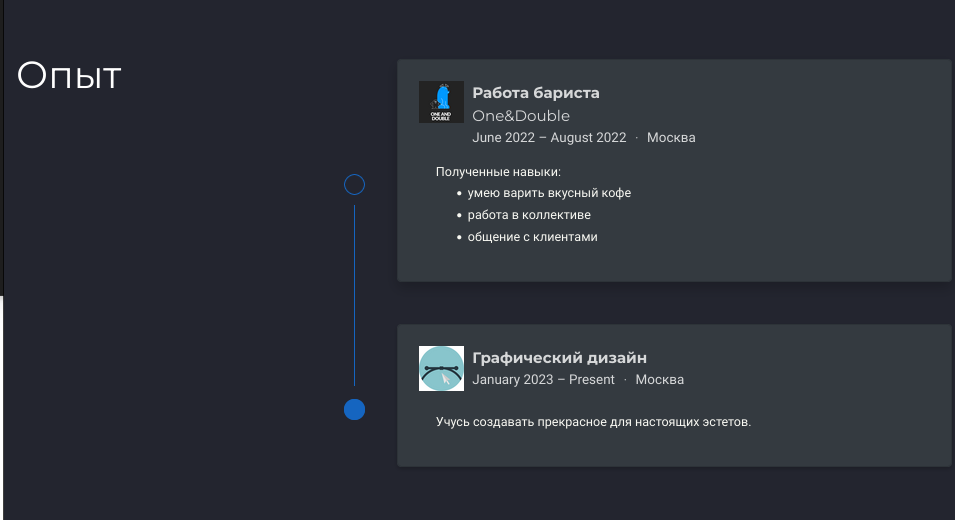 Опыт
Работа бариста
ONE AND
DOUBLE
One&Double
June 2022 – August 2022 · Москва
Полученные навыки:
• умею варить вкусный кофе
• работа в коллективе
• общение с клиентами
Графический дизайн
January 2023 – Present · Москва
Учусь создавать прекрасное для настоящих эстетов.